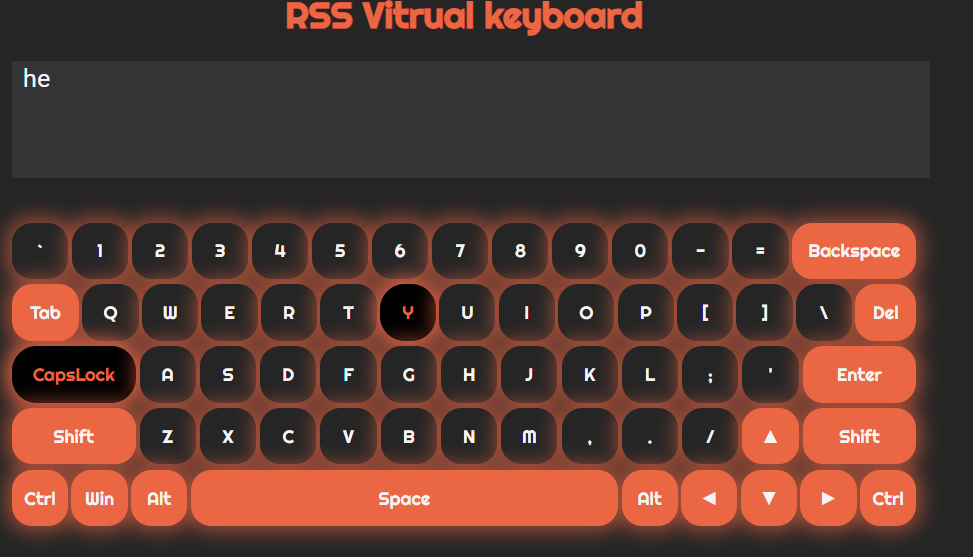 RSS Vitrual keyboard
he
` 1 2 3 4 5 6 7 8 9 0 - = Backspace
Tab Q W E R T Y U I O P [ ] \ Del
CapsLock A S D F G H J K L ; ' Enter
Shift Z X C V B N M , . / ▲ Shift
Ctrl Win Alt Space Alt ◄ ▼ ► Ctrl